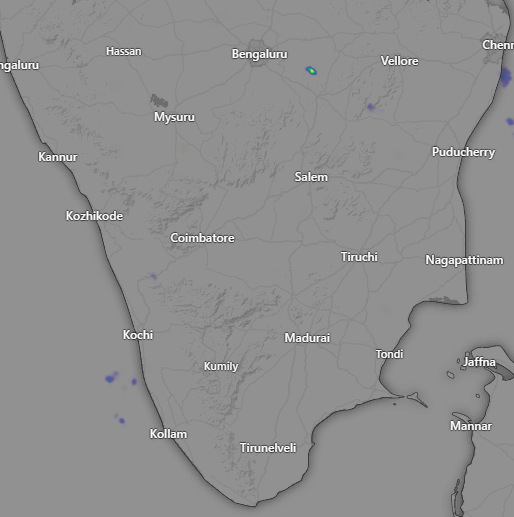 Chenn
Hassan
Bengaluru
Vellore
ngaluru
Mysuru
Puducherry
Kannur
Salem
Kozhikode
Coimbatore
Tiruchi
Nagapattinam
Kochi
Madurai
Tondi
Jaffna
Kumily
Mannar
Kollam
Tirunelveli